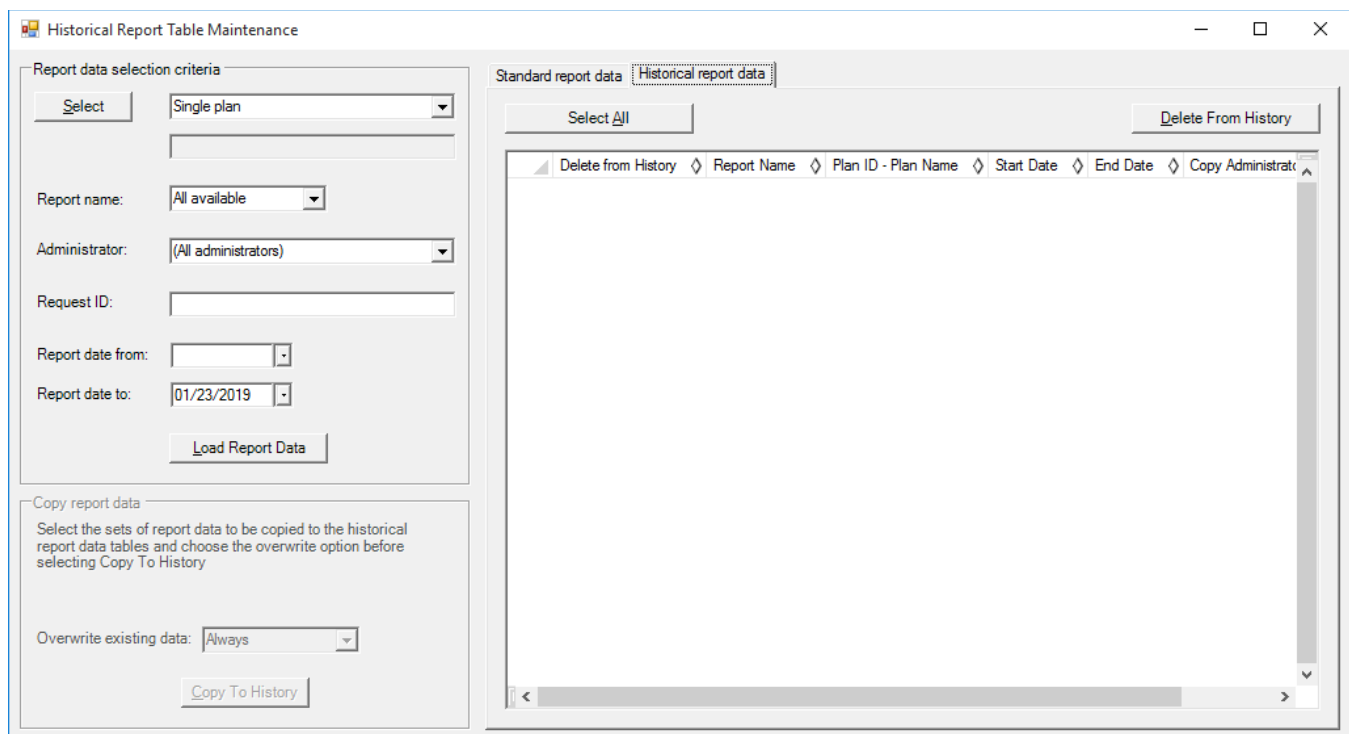 Historical Report Table Maintenance
Report data selection criteria
Select
Single plan
Report name:
All available
Administrator:
(All administrators)
Request ID:
Report date from:
Report date to:
01/23/2019
Load Report Data
Copy report data
Select the sets of report data to be copied to the historical
report data tables and choose the overwrite option before
selecting Copy To History
Overwrite existing data:
Always
Copy To History
Standard report data
Historical report data
Select All
Delete From History
Delete from History
Report Name
Plan ID - Plan Name
Start Date
End Date
Copy Administrat